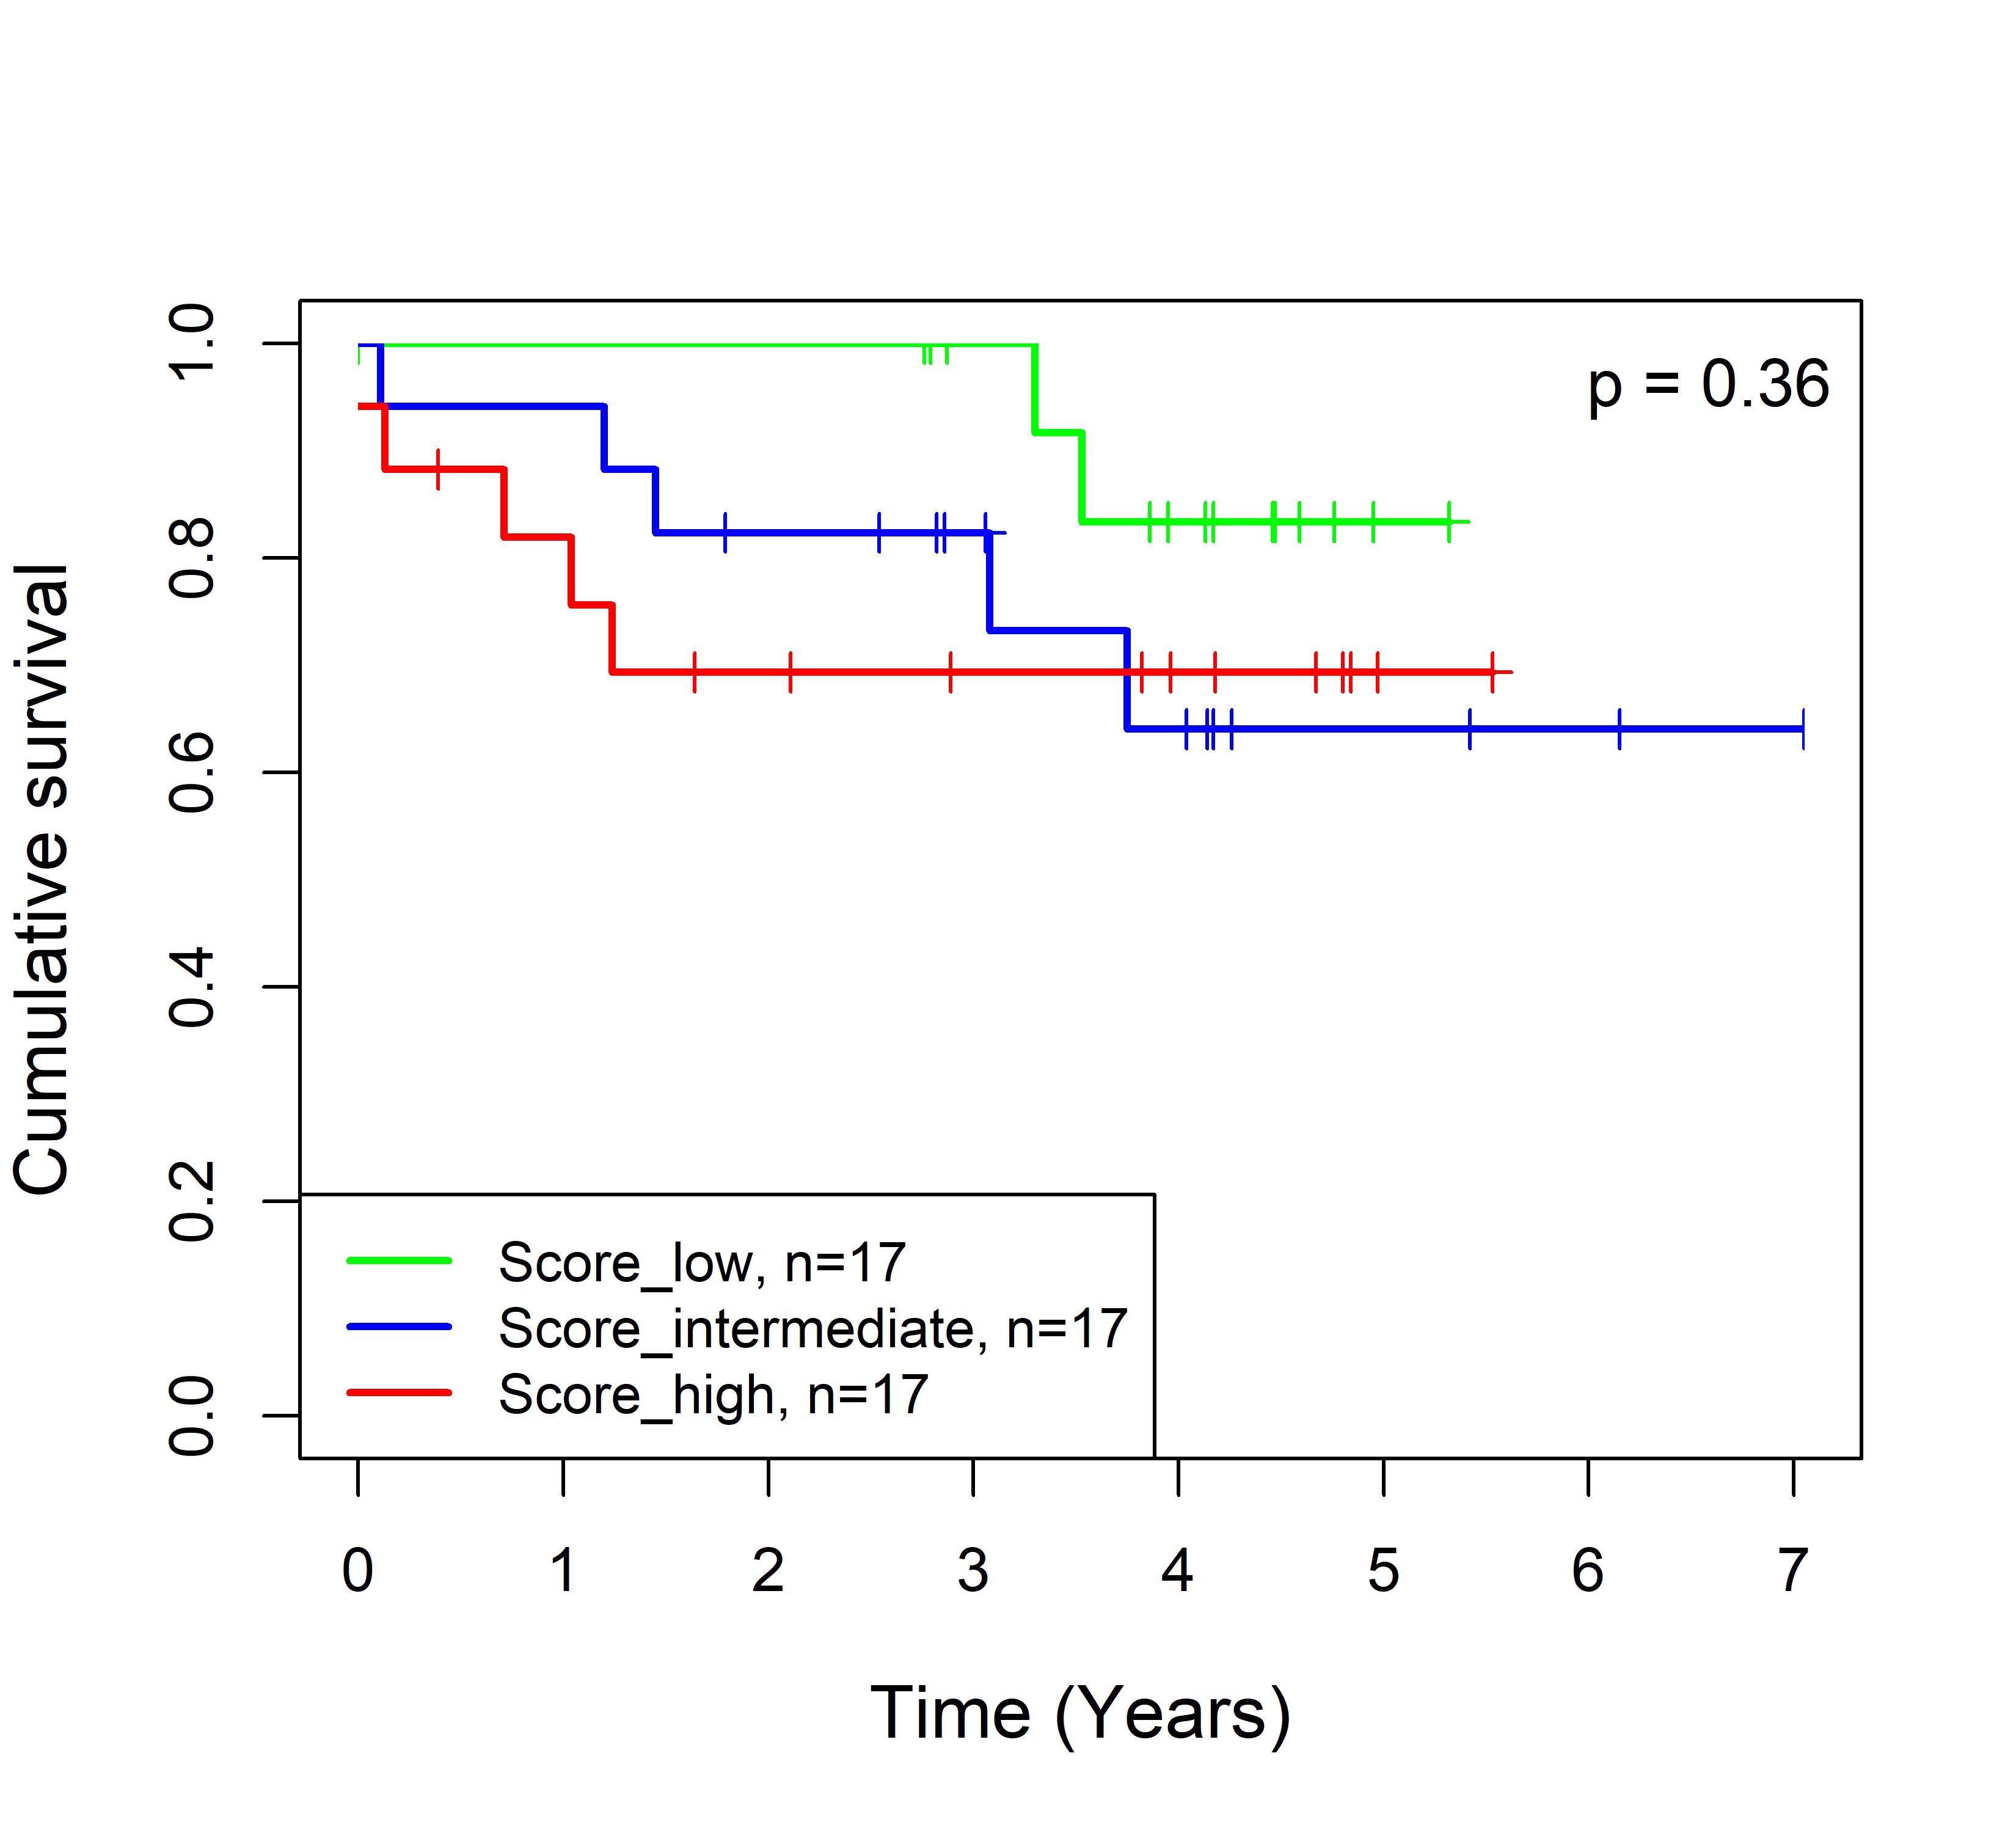 p = 0.36
Cumulative survival
1.0
0.8
0.6
0.4
0.2
0.0
Score_low, n=17
Score_intermediate, n=17
Score_high, n=17
0 1 2 3 4 5 6 7
Time (Years)